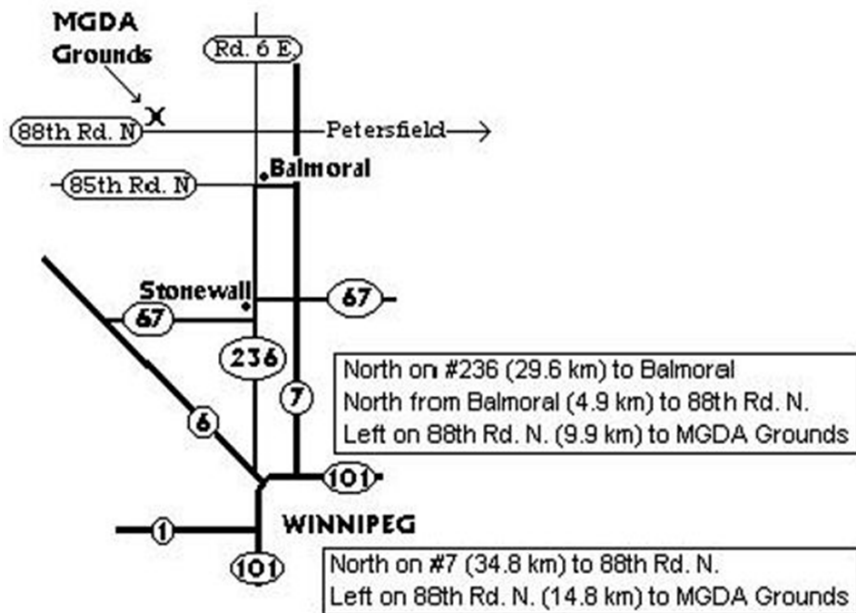 MGDA
Grounds
Rd. 6 E.
88th Rd. N
Petersfield
Balmoral
85th Rd. N
Stonewall
67
67
236
7
6
North on #236 (29.6 km) to Balmoral
North from Balmoral (4.9 km) to 88th Rd. N.
Left on 88th Rd. N. (9.9 km) to MGDA Grounds
101
1
WINNIPEG
101
North on #7 (34.8 km) to 88th Rd. N.
Left on 88th Rd. N. (14.8 km) to MGDA Grounds